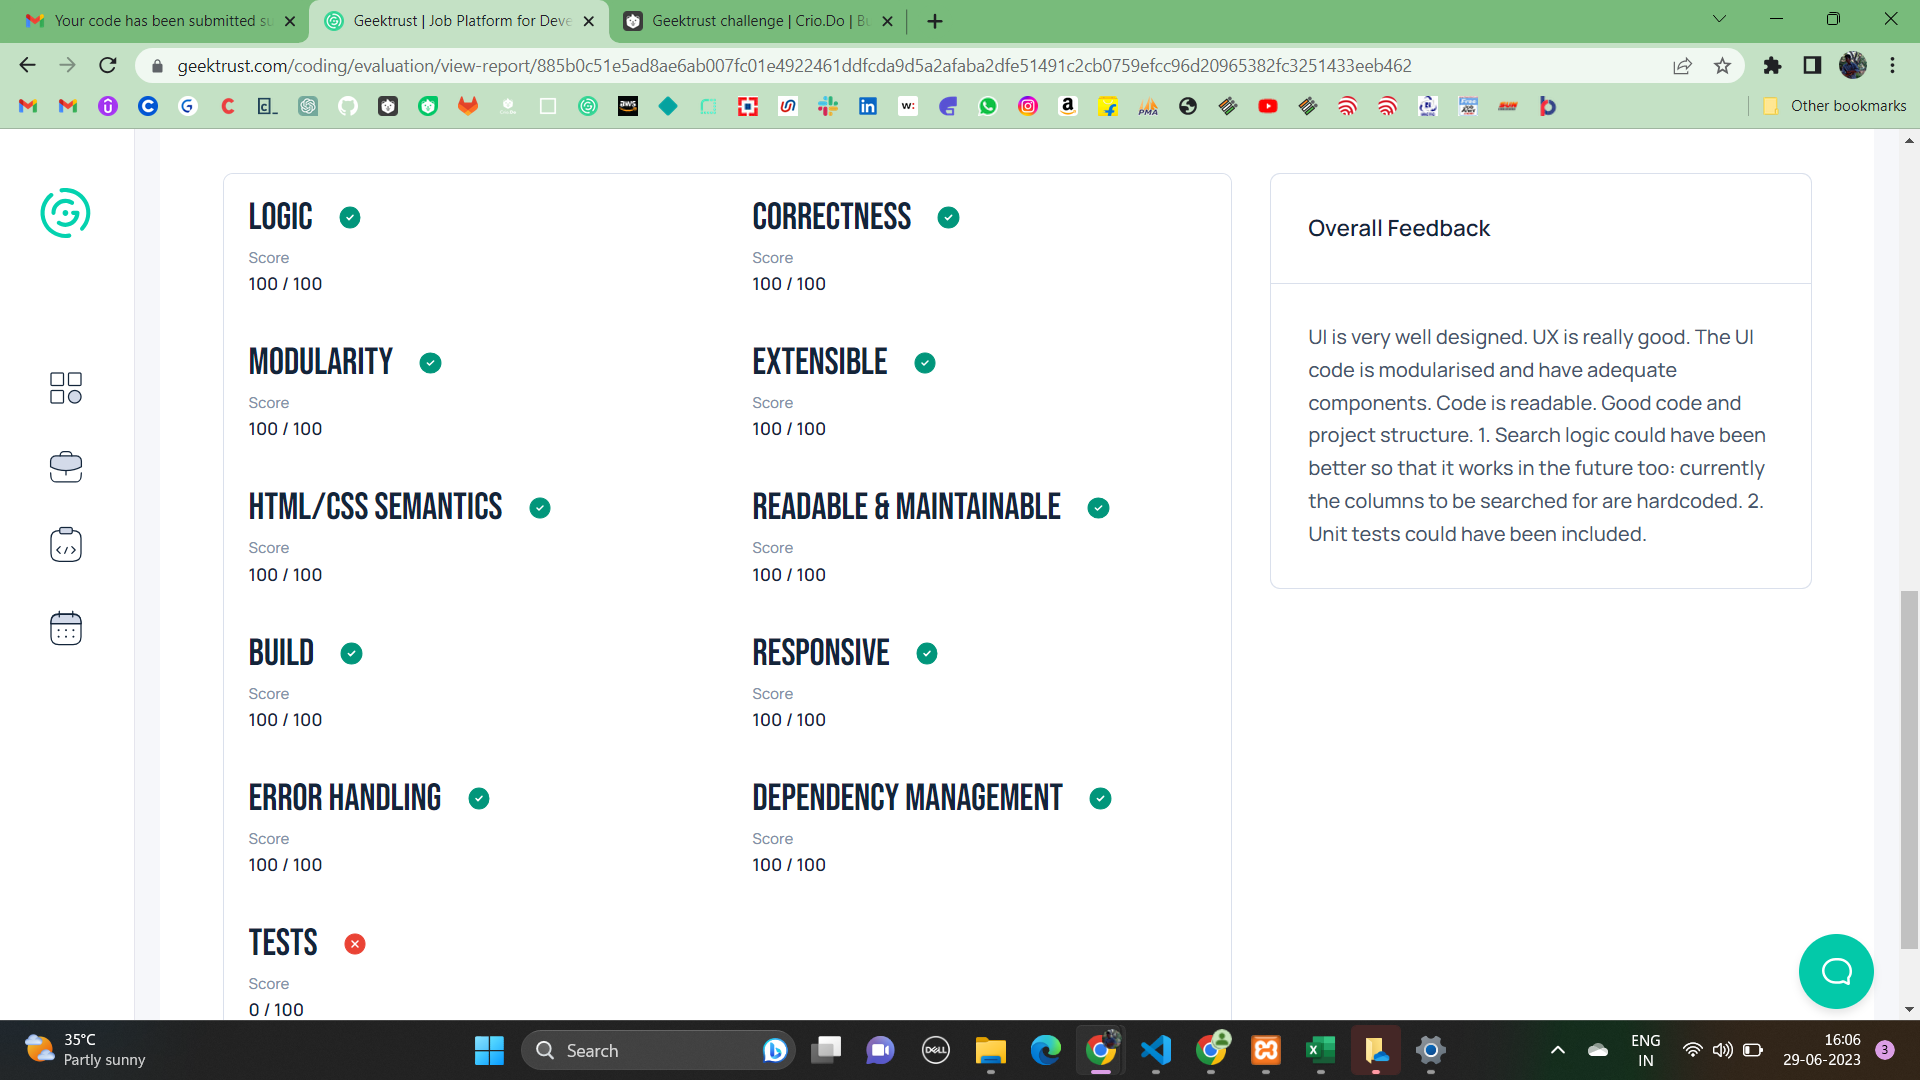 Your code has been submitted su
Geektrust | Job Platform for Deve
Geektrust challenge | Crio.Do | Bu
geektrust.com/coding/evaluation/view-report/885b0c51e5ad8ae6ab007fc01e4922461ddfcda9d5a2afaba2dfe51491c2cb0759efcc96d20965382fc3251433eeb462
Other bookmarks
LOGIC
Score
100 / 100
CORRECTNESS
Score
100 / 100
MODULARITY
Score
100 / 100
EXTENSIBLE
Score
100 / 100
HTML/CSS SEMANTICS
Score
100 / 100
READABLE & MAINTAINABLE
Score
100 / 100
BUILD
Score
100 / 100
RESPONSIVE
Score
100 / 100
ERROR HANDLING
Score
100 / 100
DEPENDENCY MANAGEMENT
Score
100 / 100
TESTS
Score
0 / 100
Overall Feedback
UI is very well designed. UX is really good. The UI
code is modularised and have adequate
components. Code is readable. Good code and
project structure. 1. Search logic could have been
better so that it works in the future too: currently
the columns to be searched for are hardcoded. 2.
Unit tests could have been included.
35°C
Partly sunny
Search
DELL
ENG
IN
16:06
29-06-2023
3